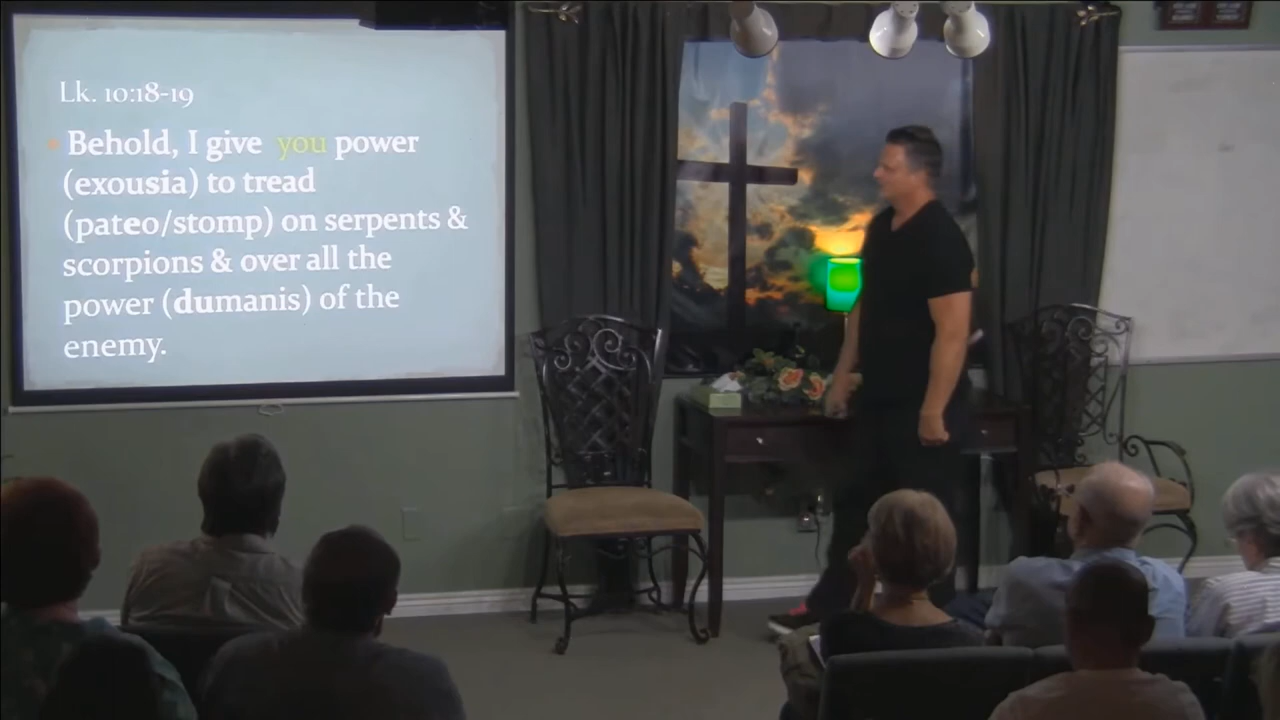 Lk. 10:18-19
Behold, I give you power
(exousia) to tread
(pateo/stomp) on serpents &
scorpions & over all the
power (dumanis) of the
enemy.